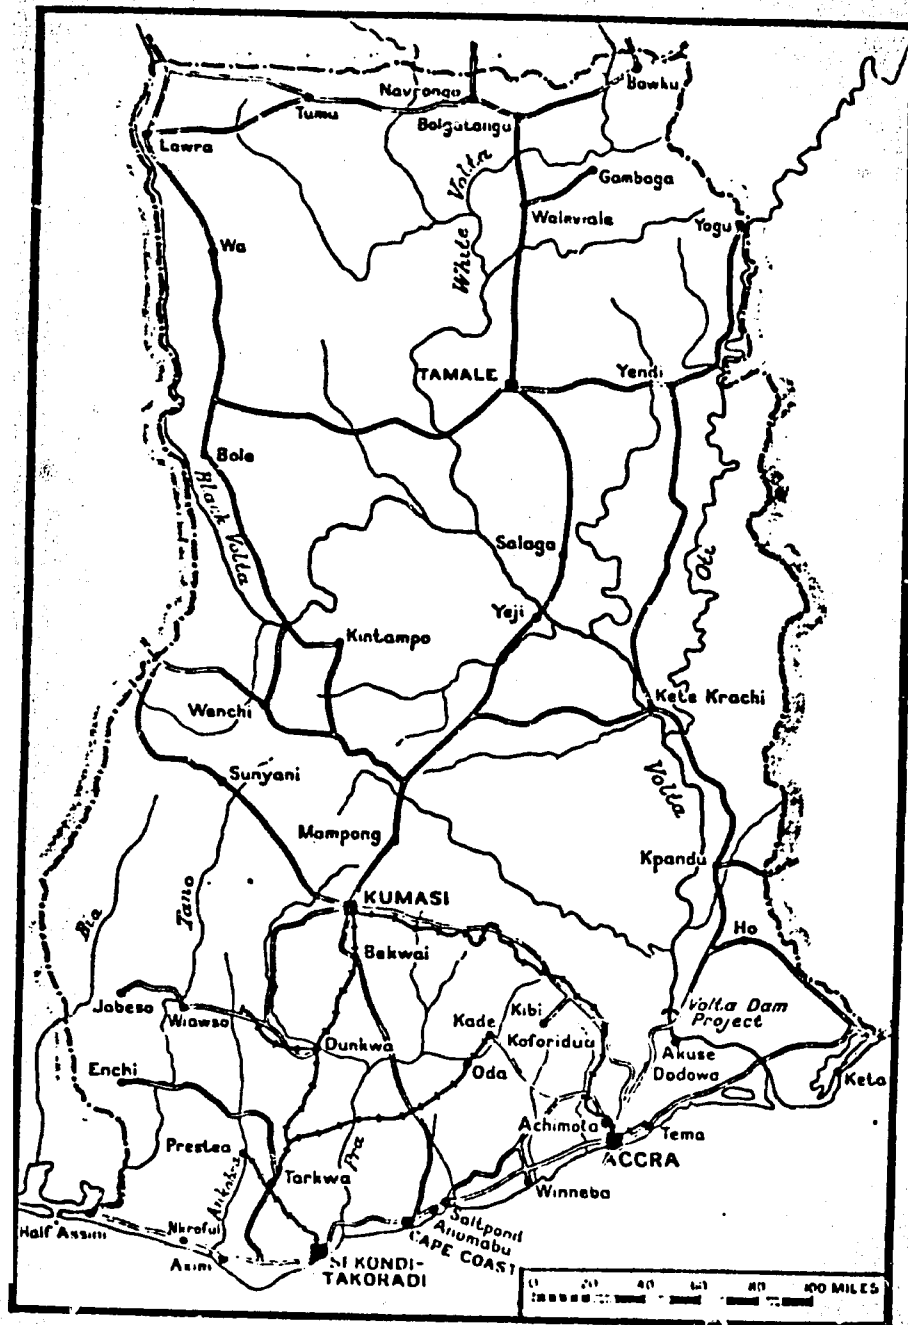 Navrongo
Bawku
Tumu
Bolgatanga
Lawra
White Volta
Gambaga
Walewale
Yogu
Wa
TAMALE
Yendi
Bole
Black Volta
Salaga
Oti
Yeji
Kintampo
Kete Krachi
Wenchi
Sunyani
Volta
Mampong
Kpandu
KUMASI
Bia
Tano
Ho
Bekwai
Jabeso
Wiawso
Kibi
Volta Dam
Project
Kade
Koforidua
Dunkwa
Akuse
Enchi
Oda
Dodowa
Keta
Achimota
Tema
Prestea
Pra
ACCRA
Tarkwa
Ankobra
Winneba
Saltpond
Half Assini
Nkroful
Anumabu
CAPE COAST
Axim
SEKONDI-
TAKORADI
0 20 40 60 80 100 MILES